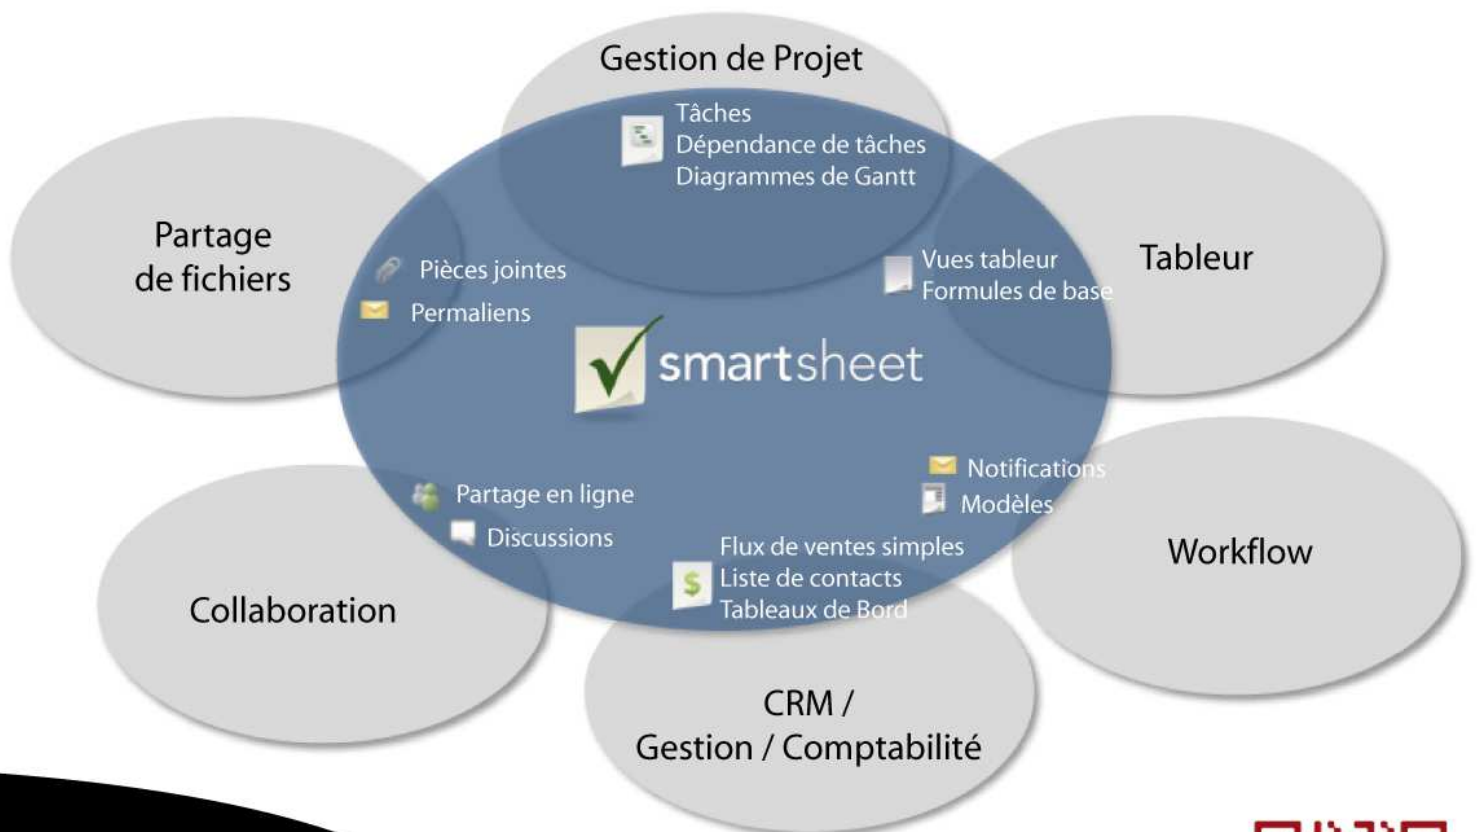 Gestion de Projet
Tâches
Dépendance de tâches
Diagrammes de Gantt
Partage
de fichiers
Pièces jointes
Permaliens
Vues tableur
Formules de base
Tableur
smartsheet
Notifications
Modèles
Workflow
Partage en ligne
Discussions
Collaboration
Flux de ventes simples
Liste de contacts
Tableaux de Bord
CRM /
Gestion / Comptabilité